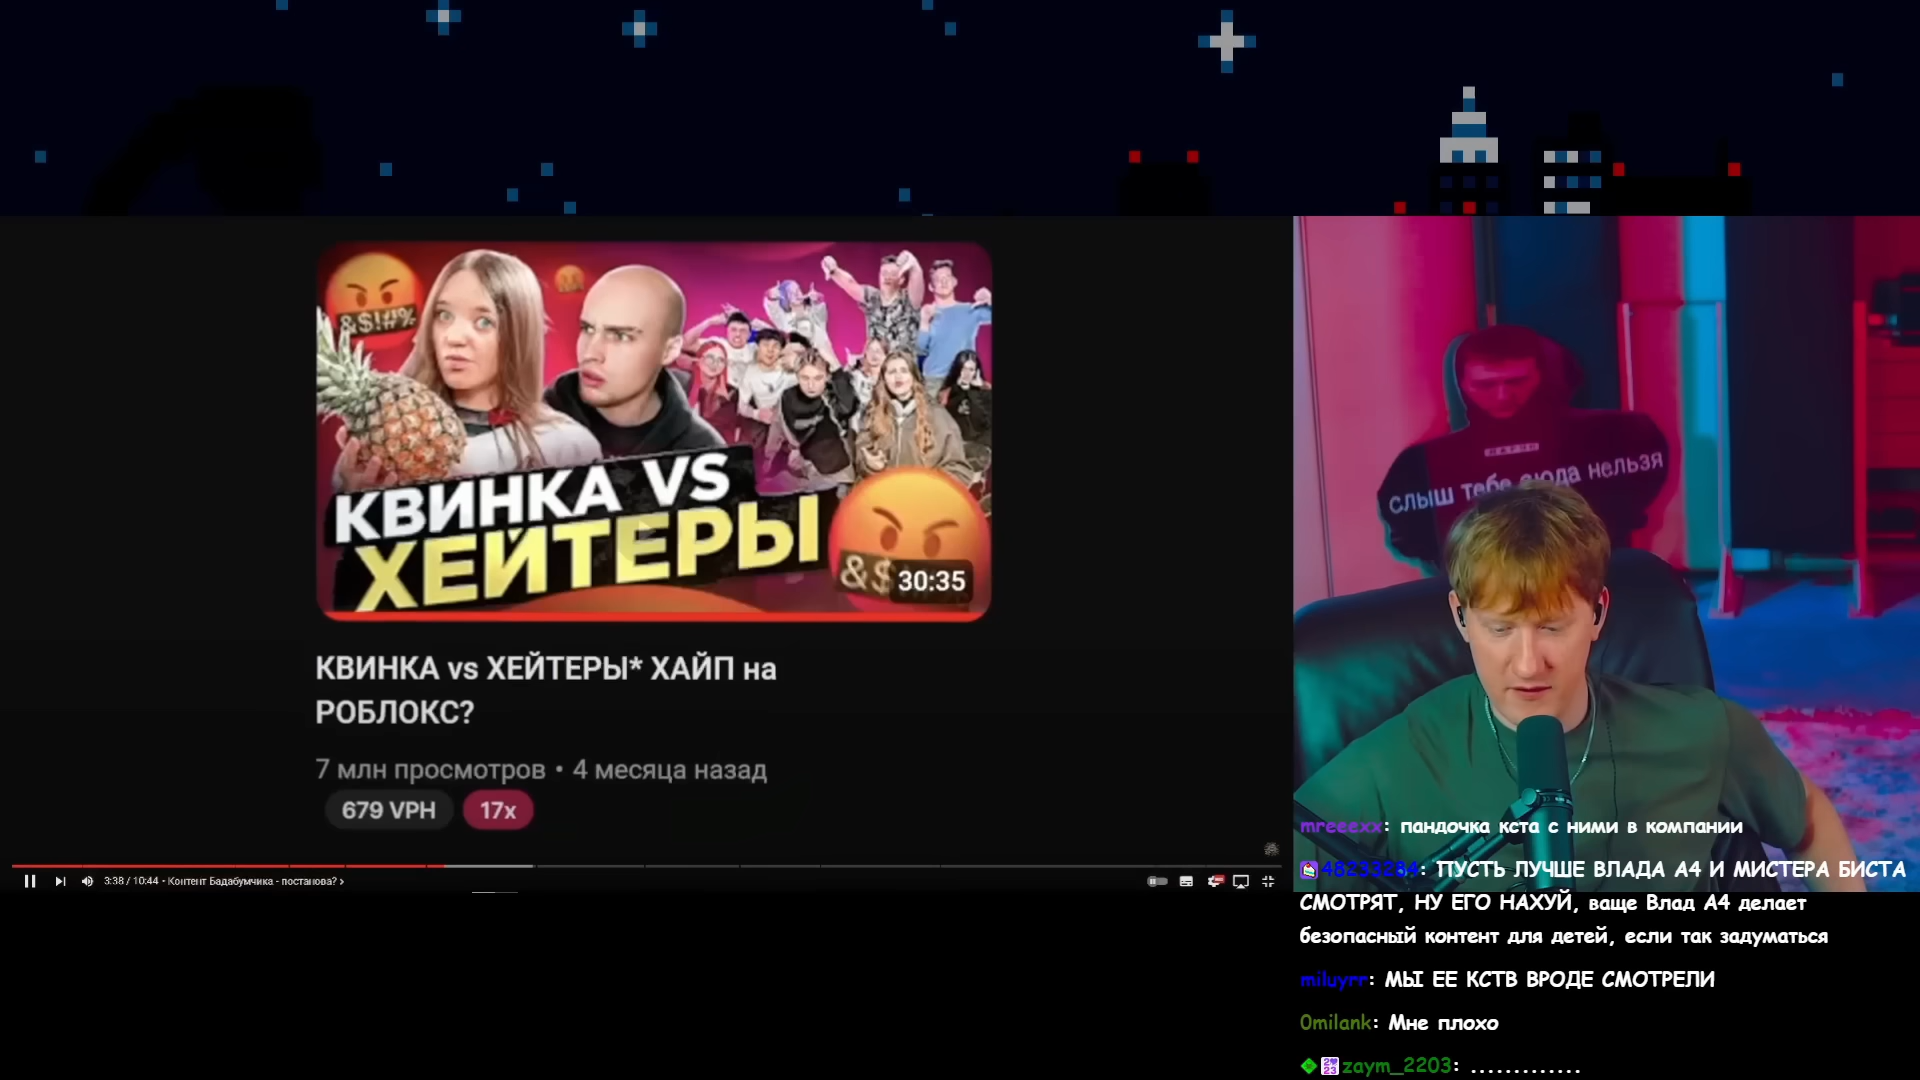 &$!#%
КВИНКА VS
ХЕЙТЕРЫ
&$
30:35
КВИНКА vs ХЕЙТЕРЫ* ХАЙП на
РОБЛОКС?
7 млн просмотров • 4 месяца назад
679 VPH
17x
3:38 / 10:44 • Контент Бадабумчика - постанова? ›
слыш тебе сюда нельзя
mreeexx: пандочка кста с ними в компании
48233284: ПУСТЬ ЛУЧШЕ ВЛАДА А4 И МИСТЕРА БИСТА
СМОТРЯТ, НУ ЕГО НАХУЙ, ваще Влад А4 делает
безопасный контент для детей, если так задуматься
miluyrr: МЫ ЕЕ КСТВ ВРОДЕ СМОТРЕЛИ
0milank: Мне плохо
zaym_2203: .............